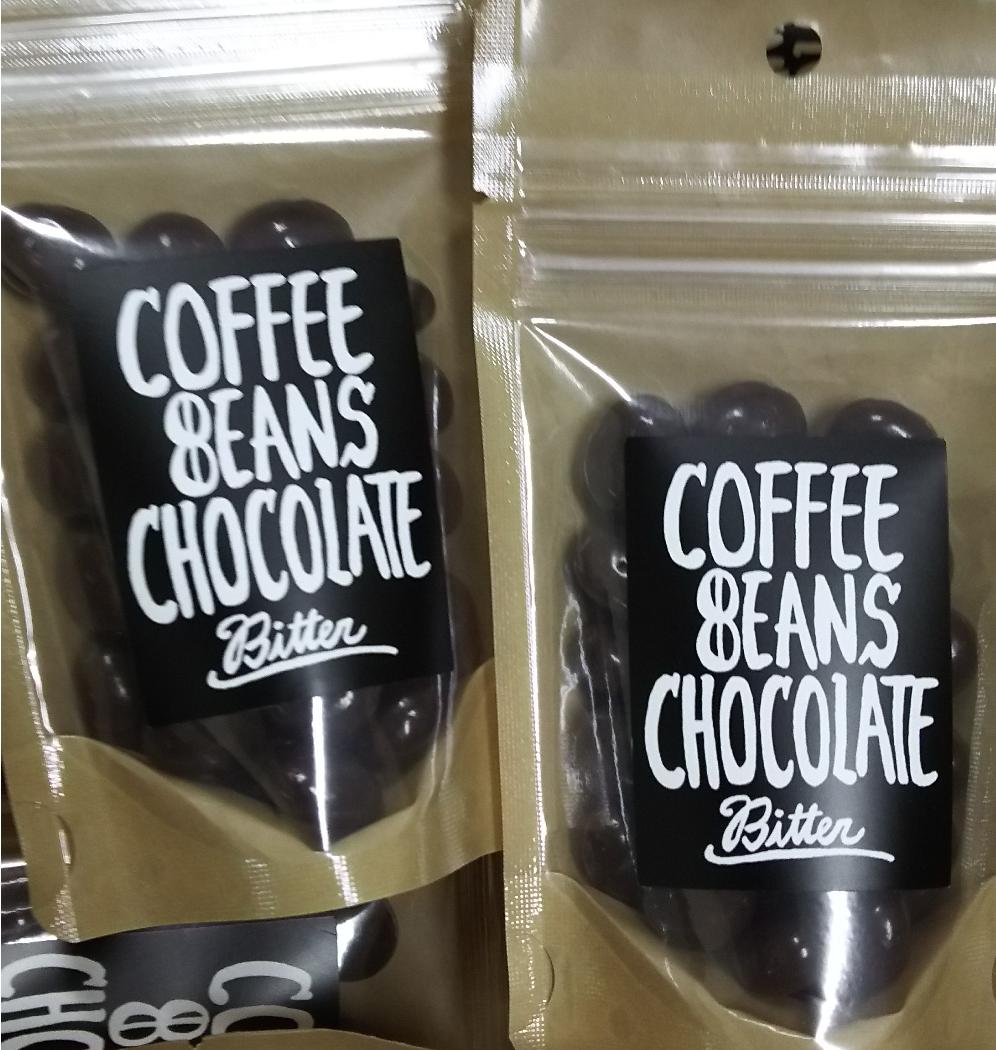 COFFEE
BEANS
CHOCOLATE
Bitter
COFFEE
BEANS
CHOCOLATE
Bitter